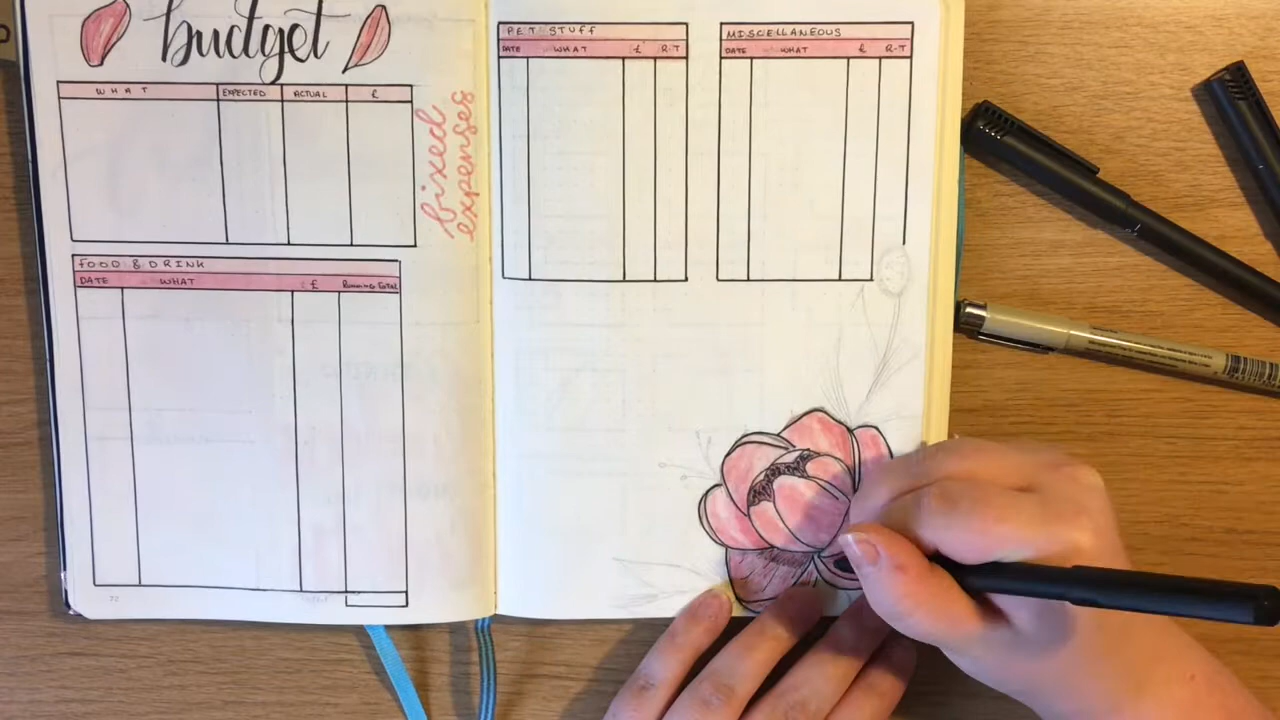 budget
WHAT EXPECTED ACTUAL £
fixed
expenses
FOOD & DRINK
DATE WHAT £ RUNNING TOTAL
PET STUFF
DATE WHAT £ R-T
MISCELLANEOUS
DATE WHAT £ R-T